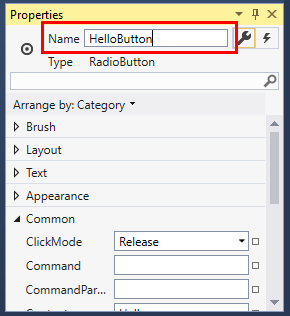 Properties
Name HelloButton
Type RadioButton
Arrange by: Category
Brush
Layout
Text
Appearance
Common
ClickMode Release
Command
CommandPar...